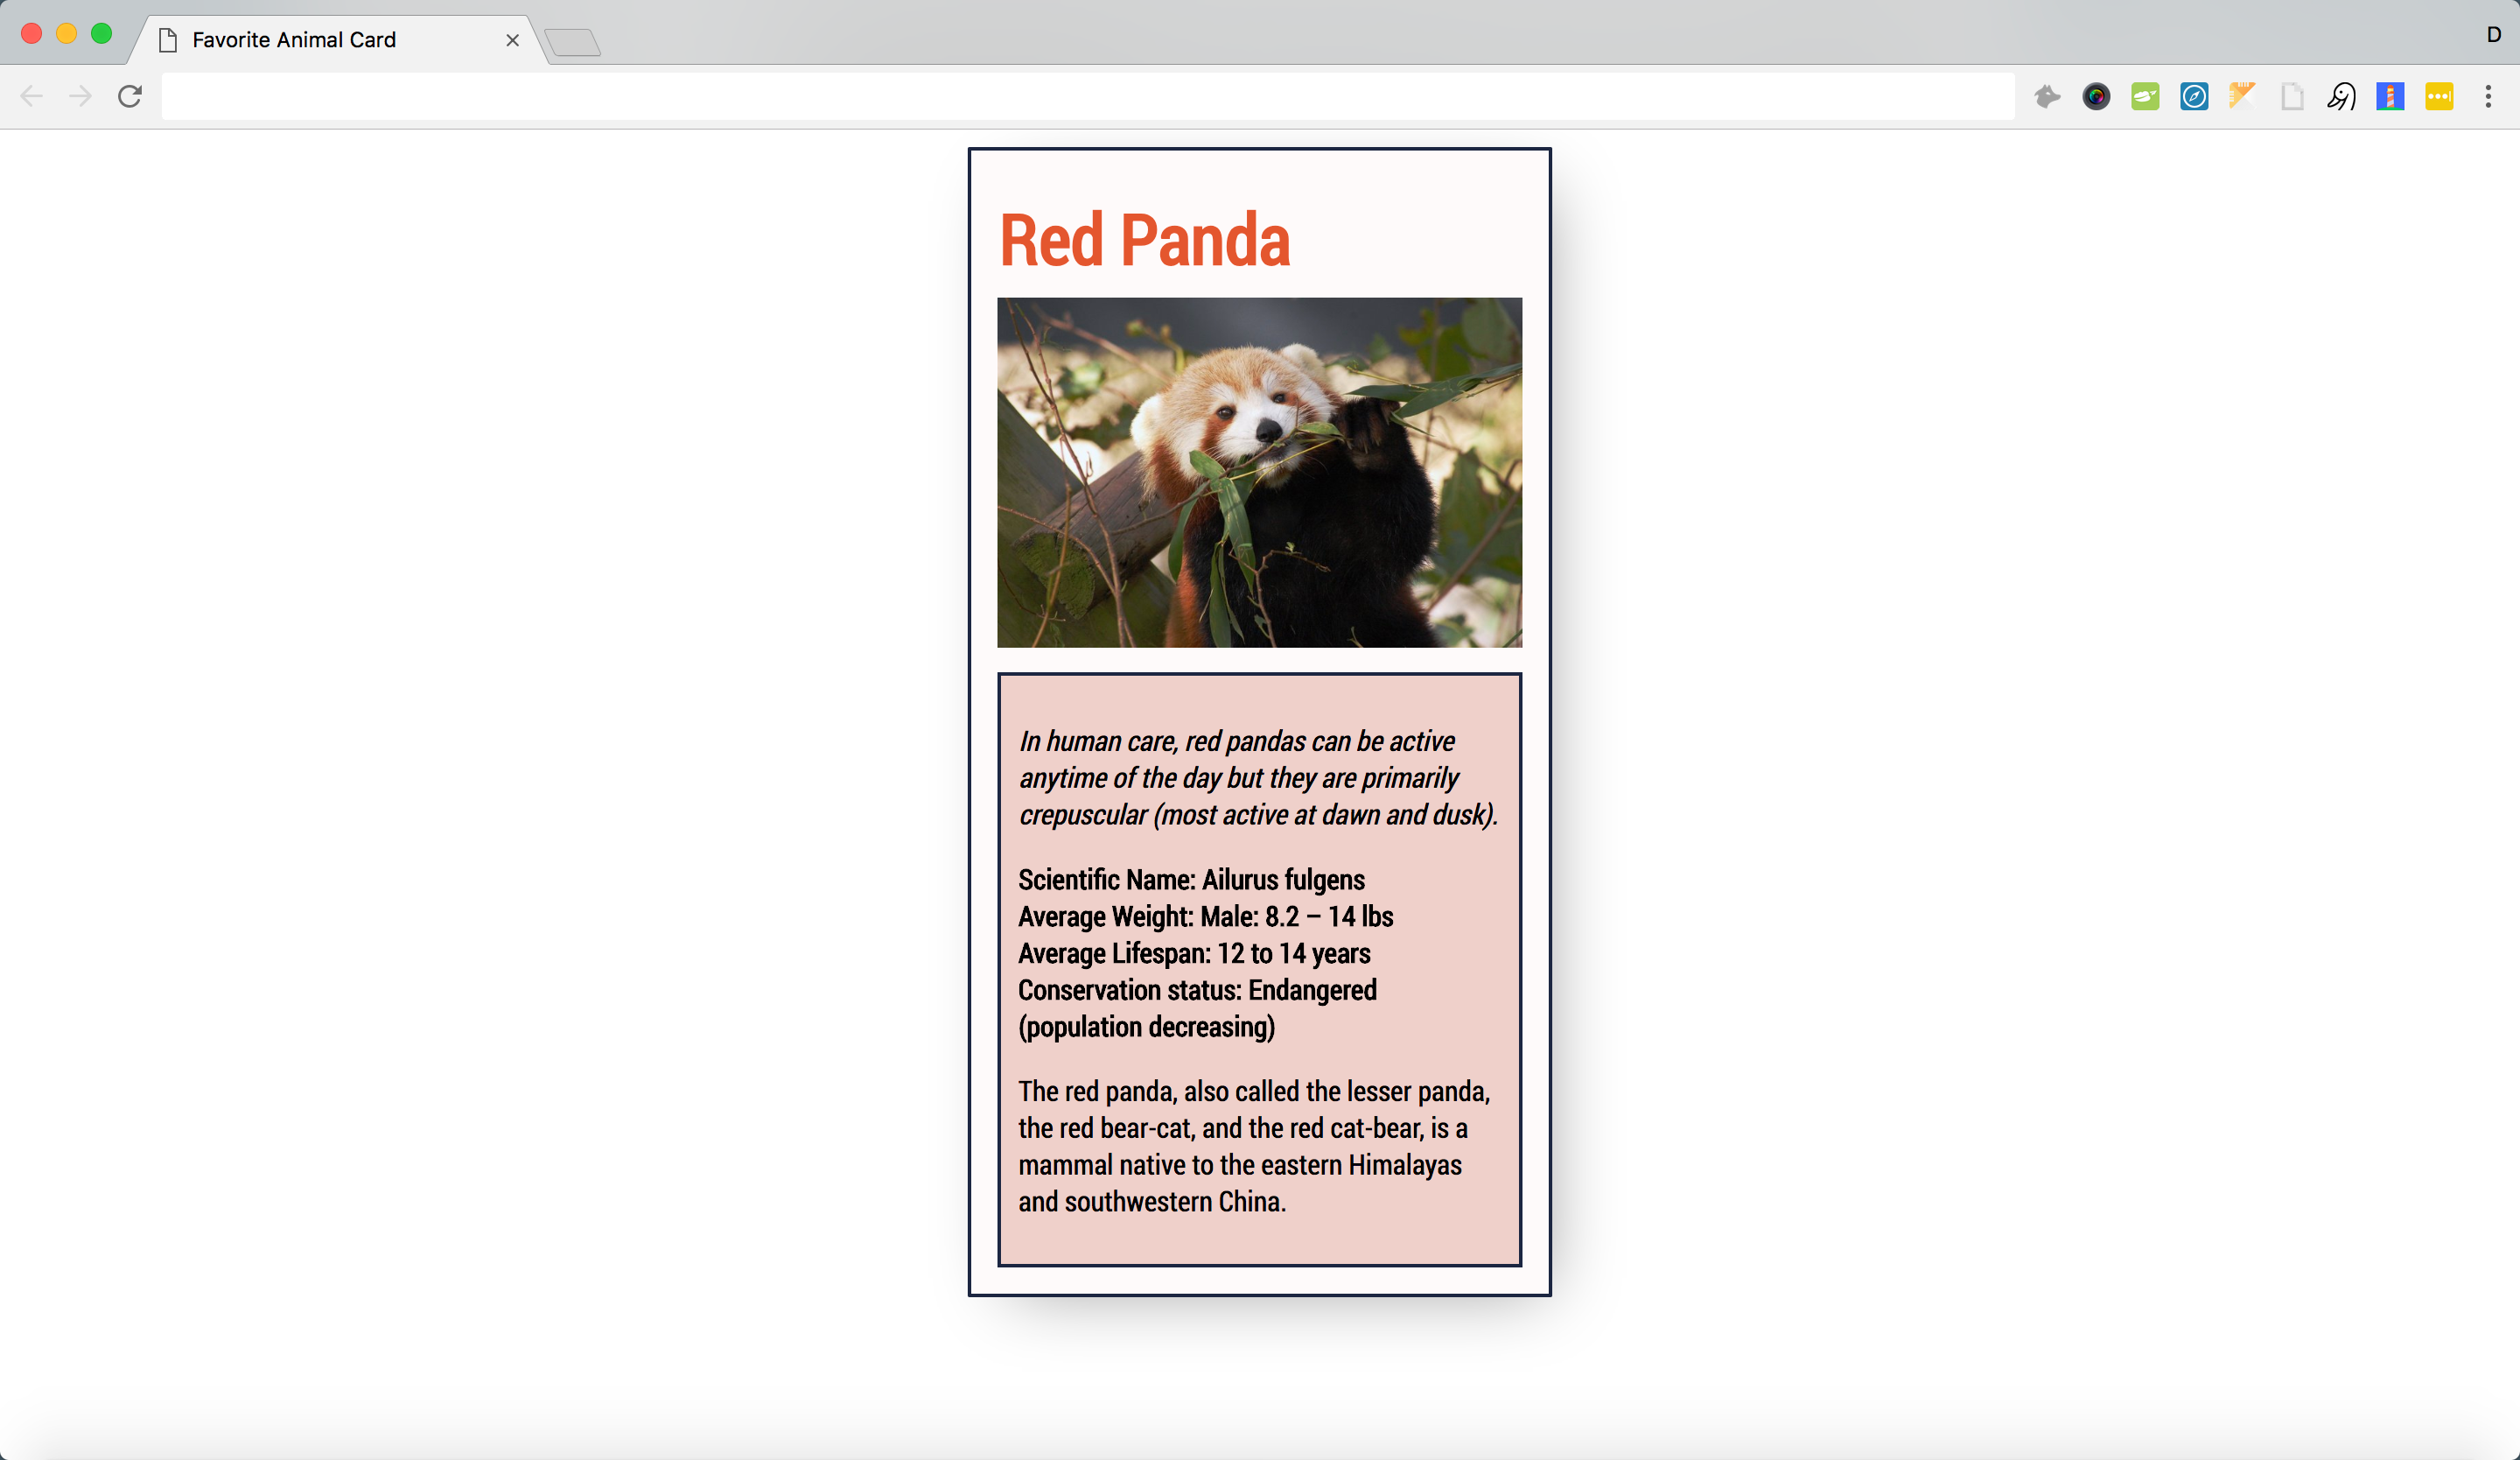 Favorite Animal Card
D
Red Panda
In human care, red pandas can be active
anytime of the day but they are primarily
crepuscular (most active at dawn and dusk).
Scientific Name: Ailurus fulgens
Average Weight: Male: 8.2 – 14 lbs
Average Lifespan: 12 to 14 years
Conservation status: Endangered
(population decreasing)
The red panda, also called the lesser panda,
the red bear-cat, and the red cat-bear, is a
mammal native to the eastern Himalayas
and southwestern China.